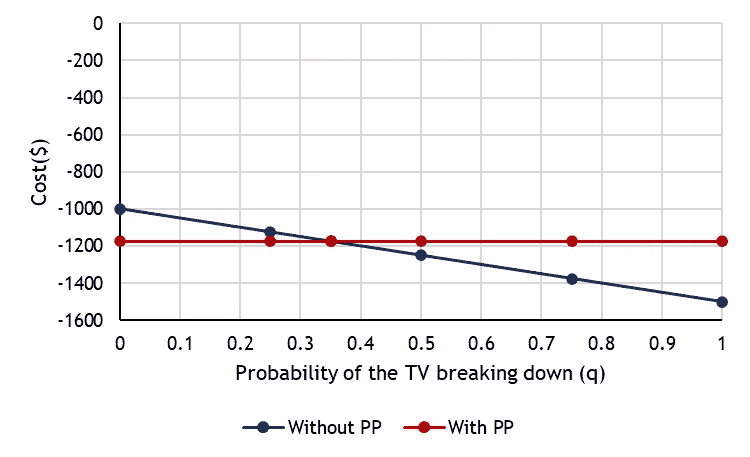 0
-200
-400
-600
-800
-1000
-1200
-1400
-1600
Cost($)
0 0.1 0.2 0.3 0.4 0.5 0.6 0.7 0.8 0.9 1
Probability of the TV breaking down (q)
Without PP With PP